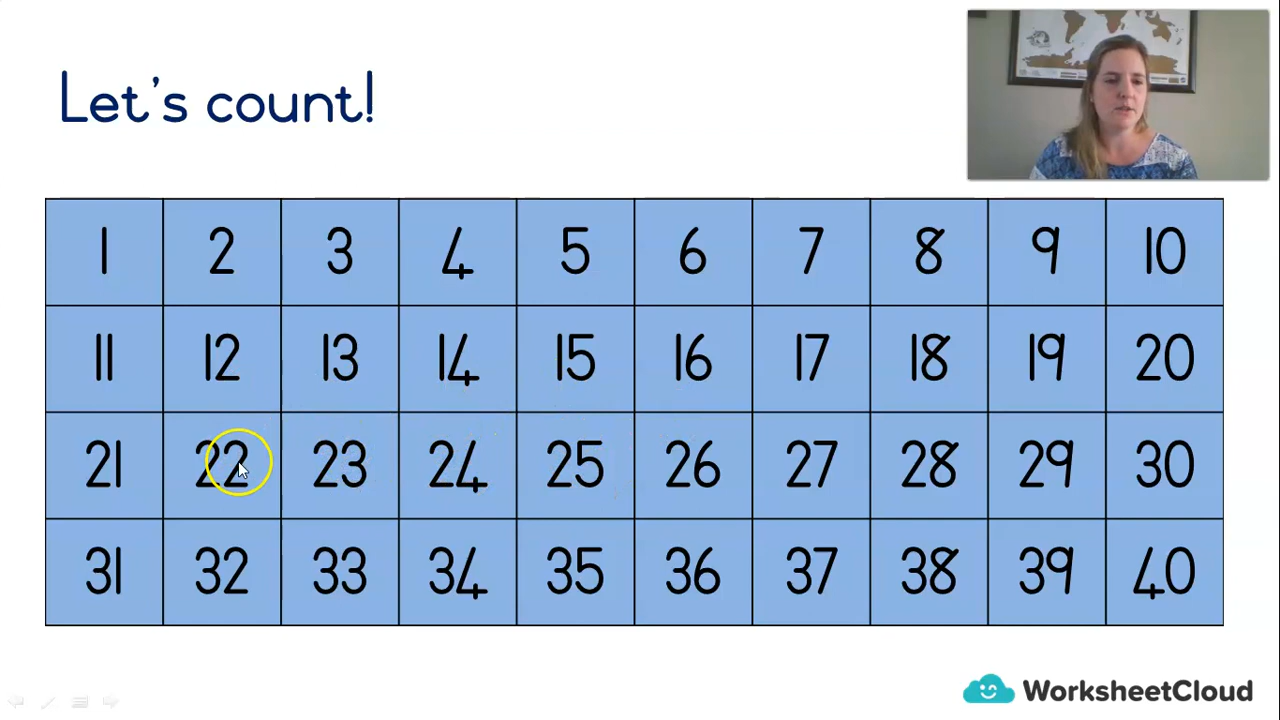 Let's count!
1 2 3 4 5 6 7 8 9 10
11 12 13 14 15 16 17 18 19 20
21 22 23 24 25 26 27 28 29 30
31 32 33 34 35 36 37 38 39 40
WorksheetCloud